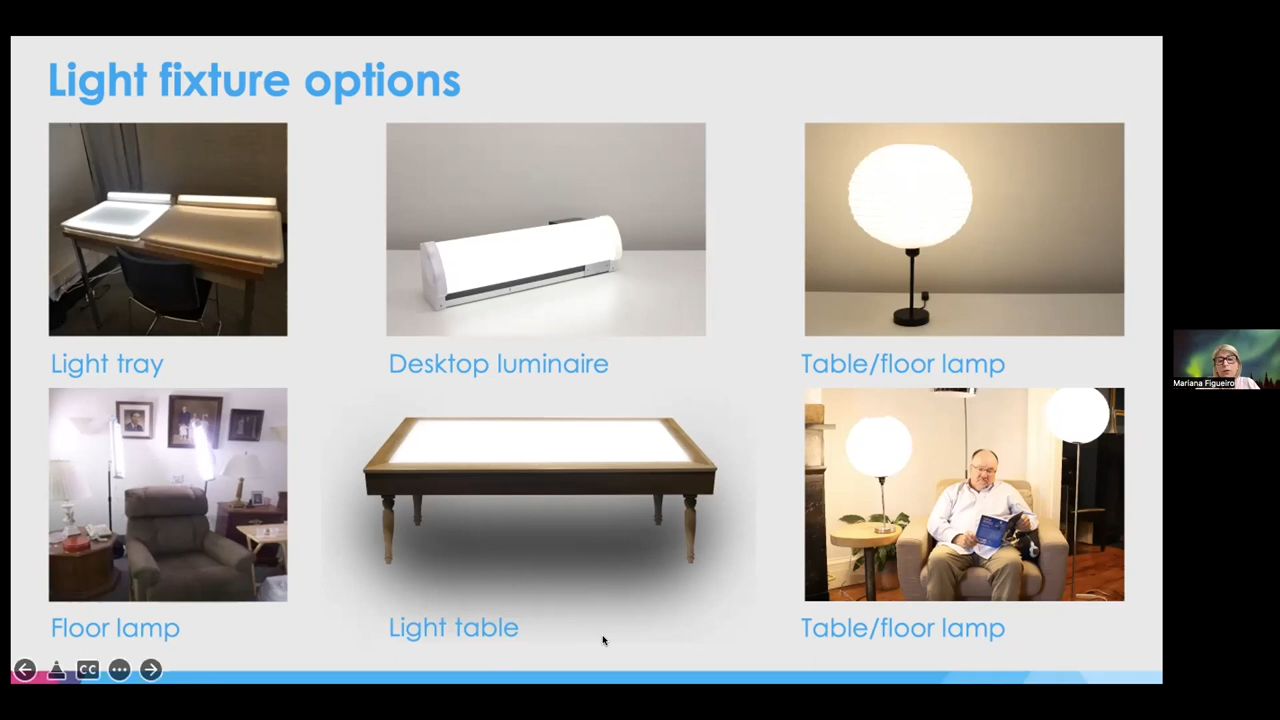 Light fixture options
Light tray
Desktop luminaire
Table/floor lamp
Floor lamp
Light table
Table/floor lamp
CC
Mariana Figueiro